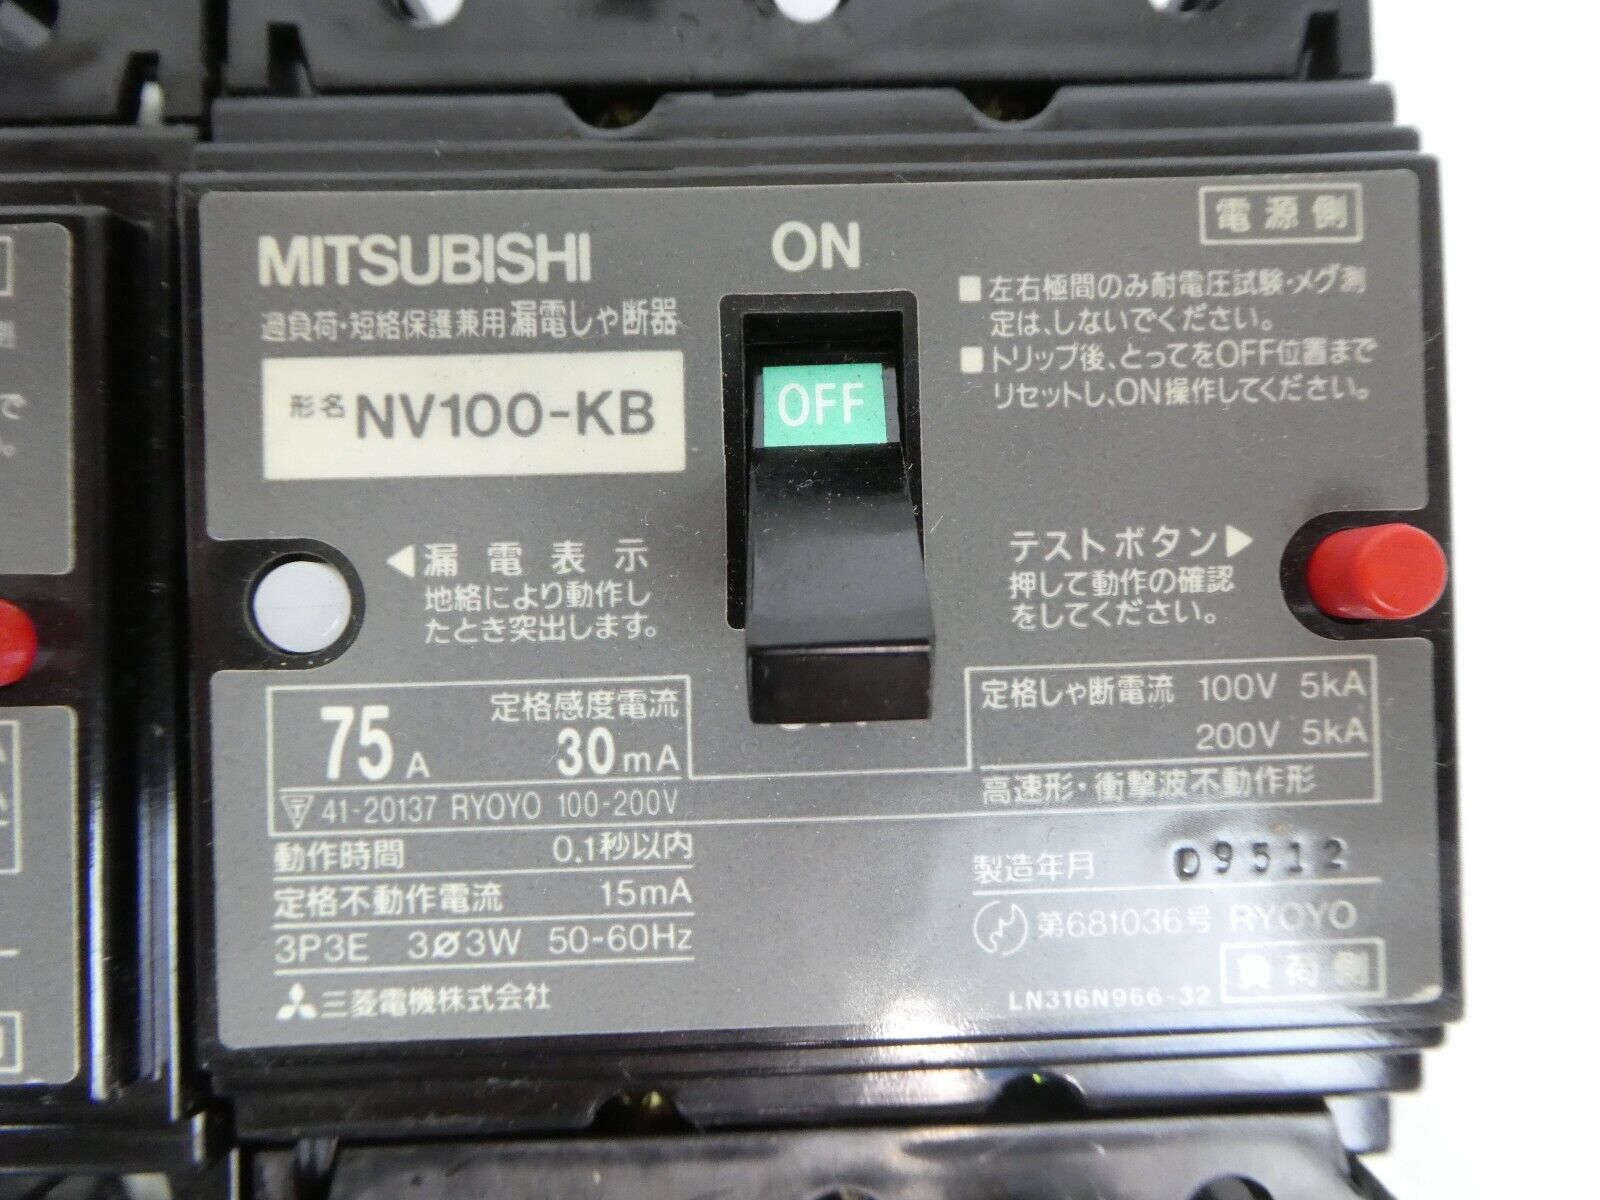 MITSUBISHI
過負荷・短絡保護兼用漏電しゃ断器
形名 NV100-KB
ON
OFF
電源側
■左右極間のみ耐電圧試験・メグ測
定は、しないでください。
■トリップ後、とってをOFF位置まで
リセットし、ON操作してください。
◀漏電表示
地絡により動作し
たとき突出します。
テストボタン▶
押して動作の確認
をしてください。
75A
定格感度電流
30mA
41-20137 RYOYO 100-200V
動作時間 0.1秒以内
定格不動作電流 15mA
3P3E 3ø3W 50-60Hz
三菱電機株式会社
定格しゃ断電流 100V 5kA
200V 5kA
高速形・衝撃波不動作形
製造年月 09512
第681036号 RYOYO
LN316N966-32
負荷側